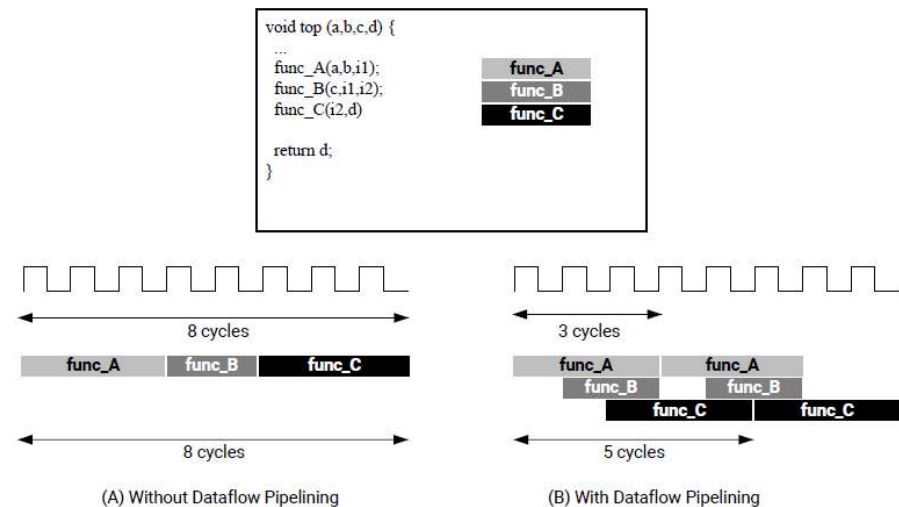 void top (a,b,c,d) {
...
func_A(a,b,i1);
func_B(c,i1,i2);
func_C(i2,d)
return d;
}
func_A
func_B
func_C
8 cycles
func_A func_B func_C
8 cycles
(A) Without Dataflow Pipelining
3 cycles
func_A func_A
func_B func_B
func_C func_C
5 cycles
(B) With Dataflow Pipelining